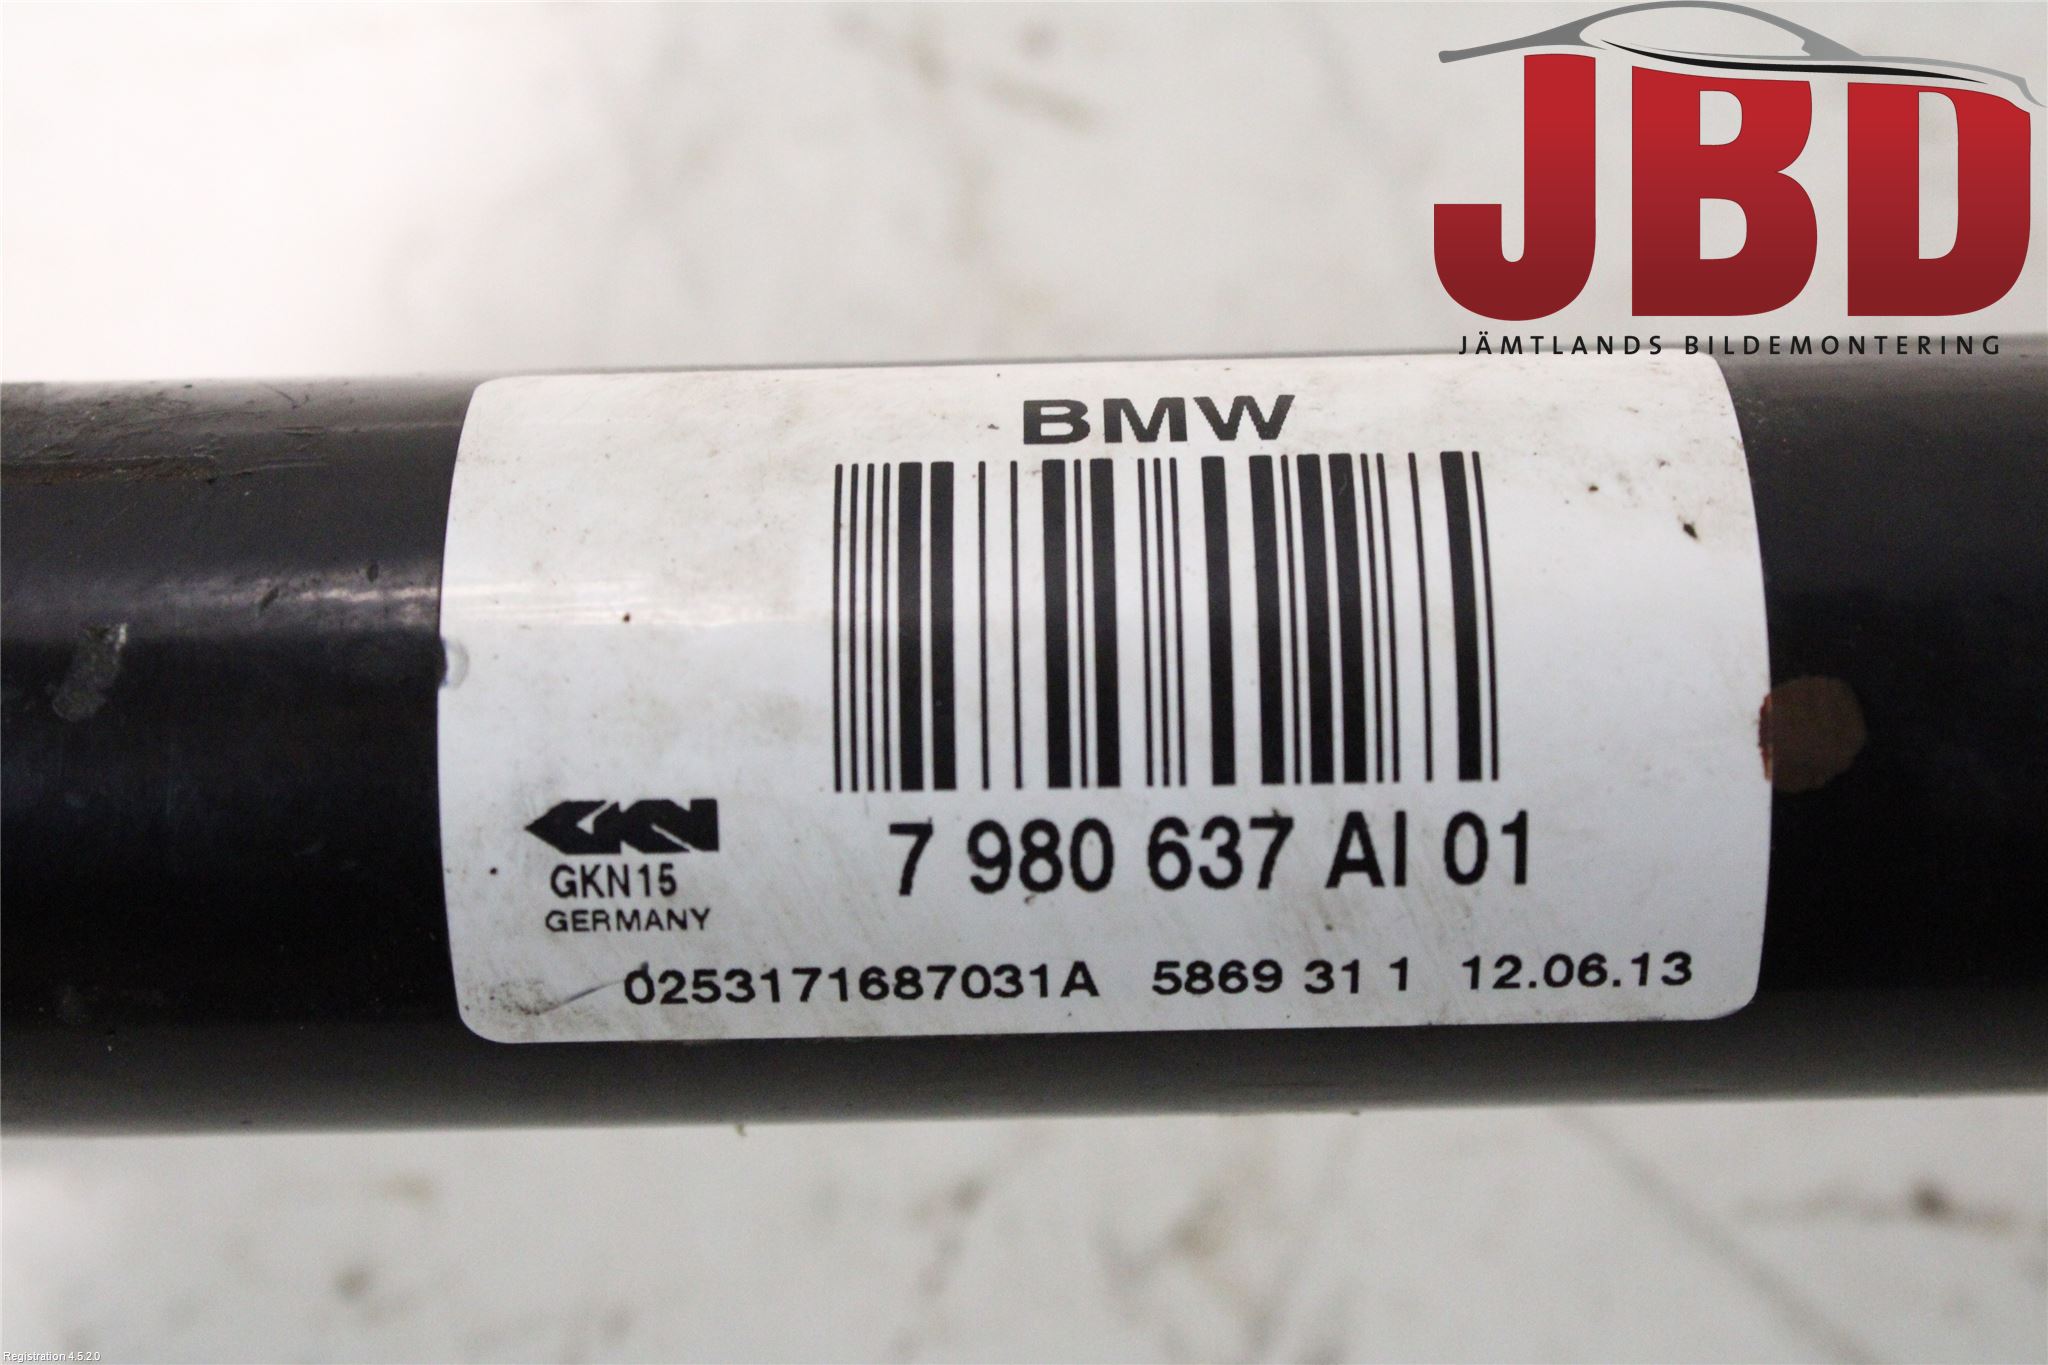 JBD
JÄMTLANDS BILDEMONTERING
BMW
7 980 637 AI 01
GKN
GKN15
GERMANY
0253171687031A 5869 31 1 12.06.13
Registration 4.5.2.0